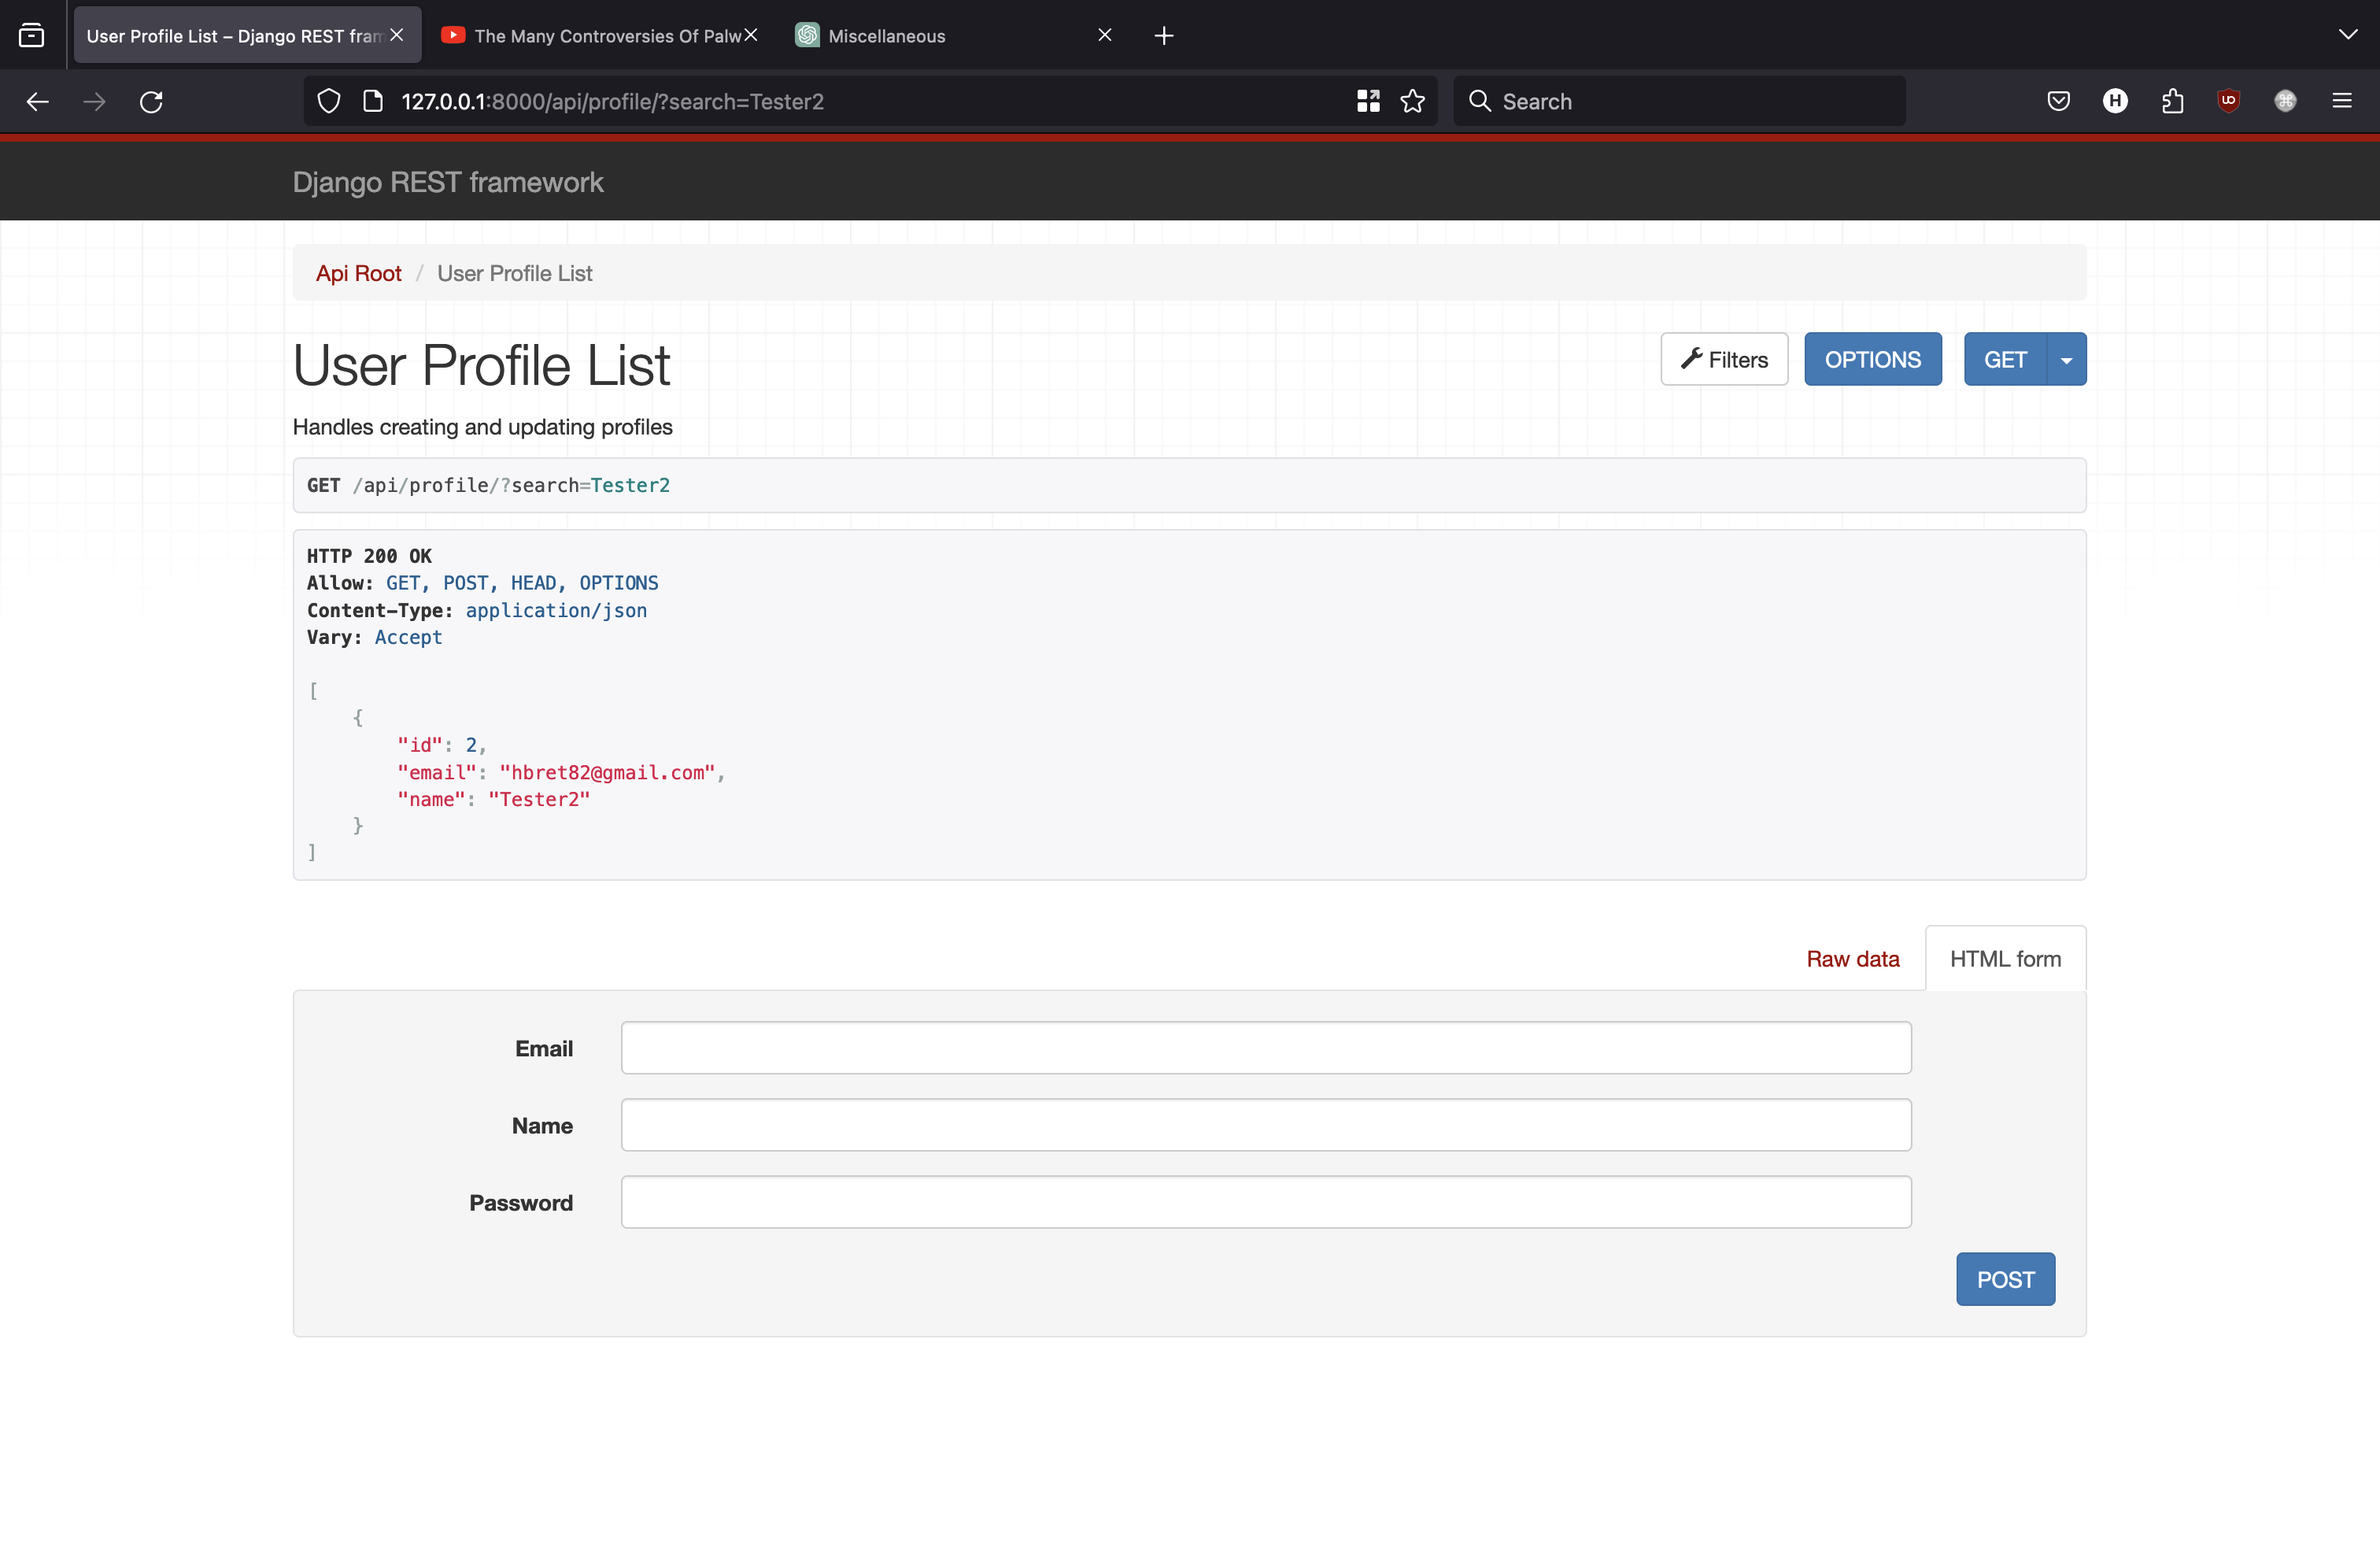 User Profile List – Django REST fram
The Many Controversies Of Palw
Miscellaneous
127.0.0.1:8000/api/profile/?search=Tester2
Search
H
UO
Django REST framework
Api Root / User Profile List
User Profile List
Filters
OPTIONS
GET
Handles creating and updating profiles
GET /api/profile/?search=Tester2
HTTP 200 OK
Allow: GET, POST, HEAD, OPTIONS
Content-Type: application/json
Vary: Accept
[
    {
        "id": 2,
        "email": "hbret82@gmail.com",
        "name": "Tester2"
    }
]
Raw data
HTML form
Email
Name
Password
POST